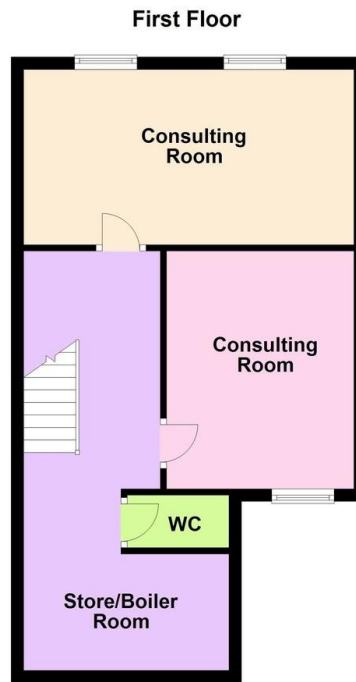 First Floor
Consulting
Room
Consulting
Room
WC
Store/Boiler
Room